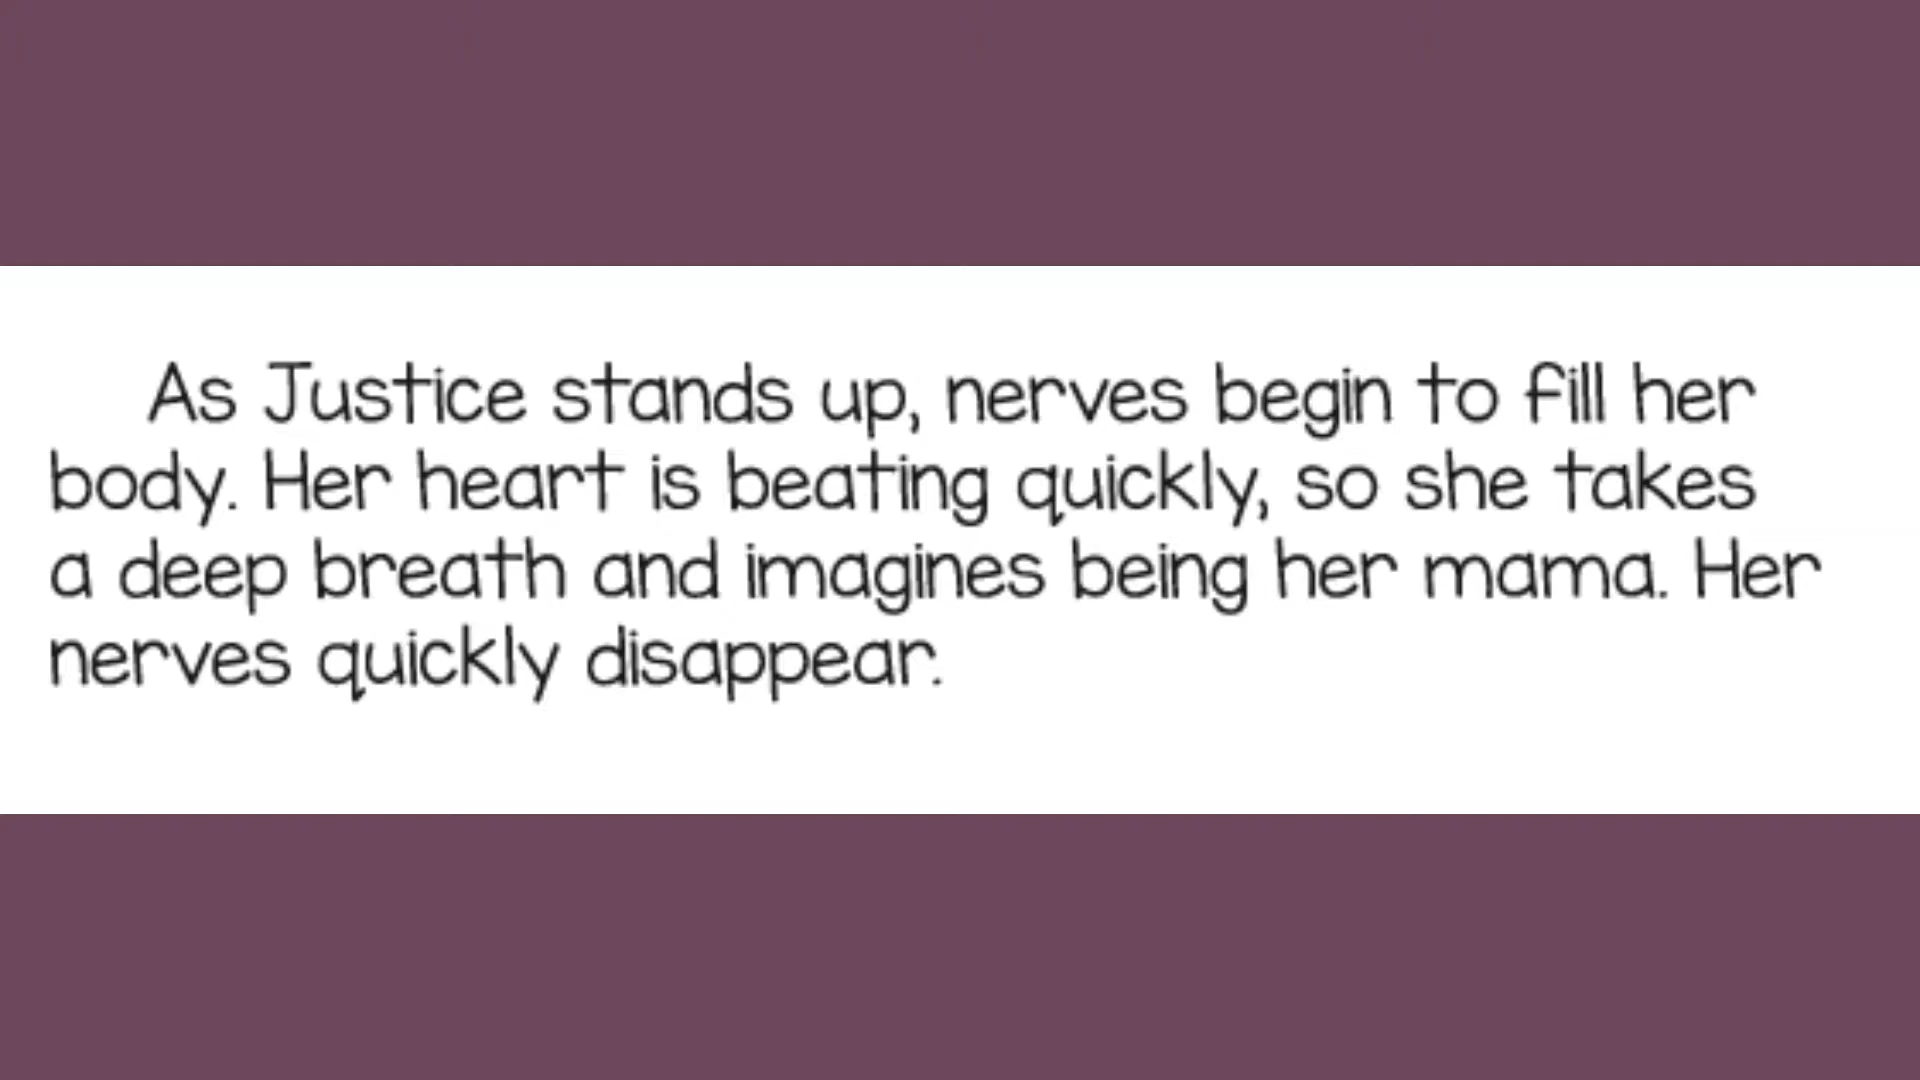 As Justice stands up, nerves begin to fill her
body. Her heart is beating quickly, so she takes
a deep breath and imagines being her mama. Her
nerves quickly disappear.